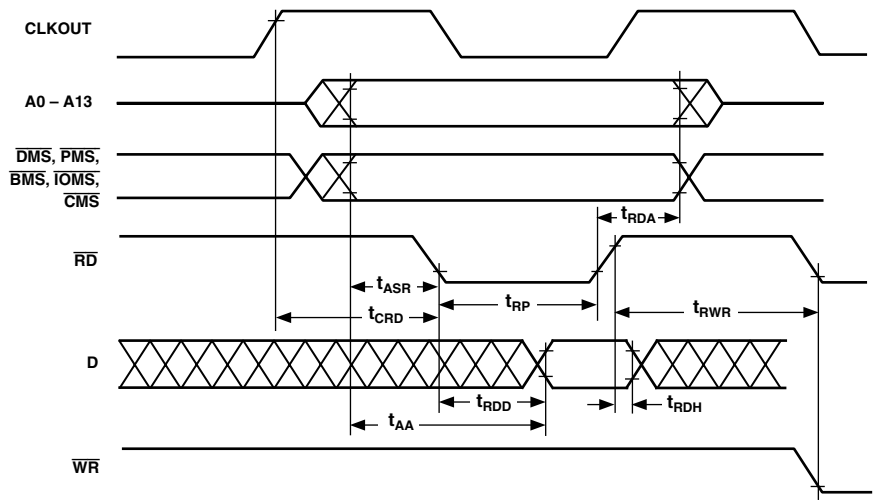 CLKOUT
A0 – A13
DMS, PMS,
BMS, IOMS,
CMS
tRDA
RD
tASR
tCRD
tRP
tRWR
D
tRDD
tRDH
tAA
WR